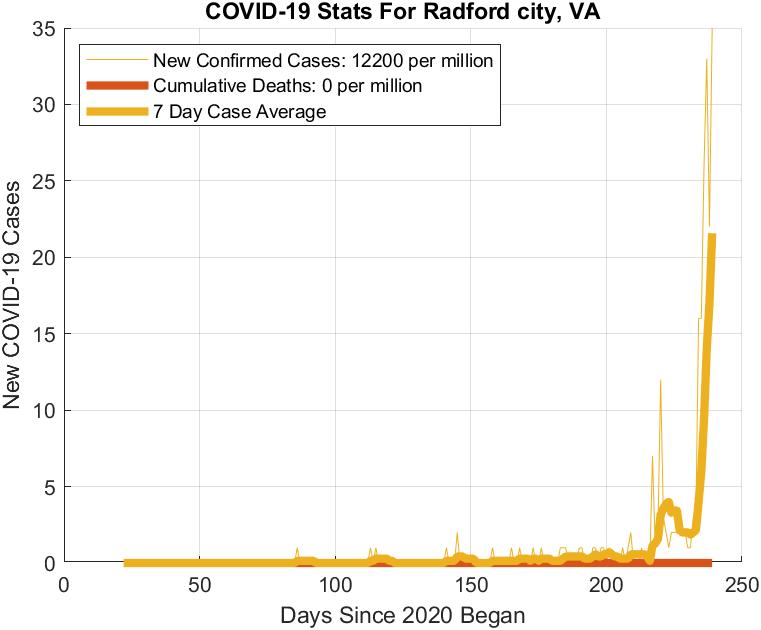 COVID-19 Stats For Radford city, VA
New Confirmed Cases: 12200 per million
Cumulative Deaths: 0 per million
7 Day Case Average
New COVID-19 Cases
35
30
25
20
15
10
5
0
0 50 100 150 200 250
Days Since 2020 Began